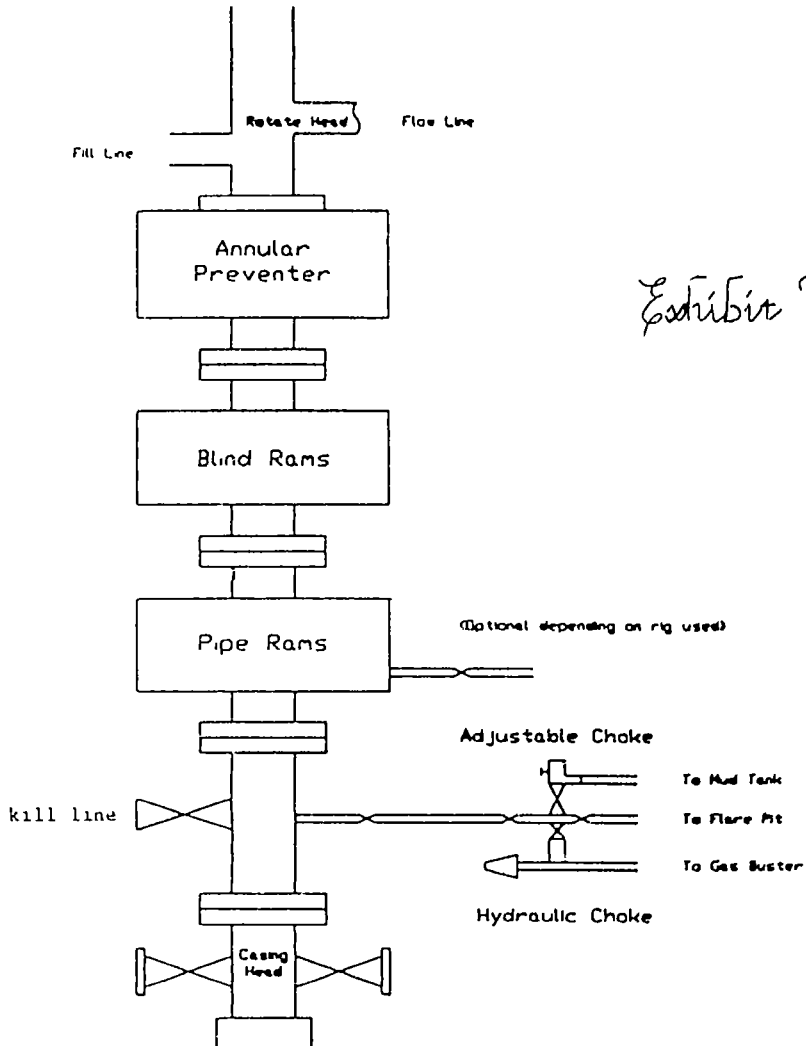 Rotate Head
Flow Line
Fill Line
Annular
Preventer
Exhibit
Blind Rams
(Optional depending on rig used)
Pipe Rams
Adjustable Choke
To Mud Tank
kill line
To Flare Pit
To Gas Buster
Hydraulic Choke
Casing
Head